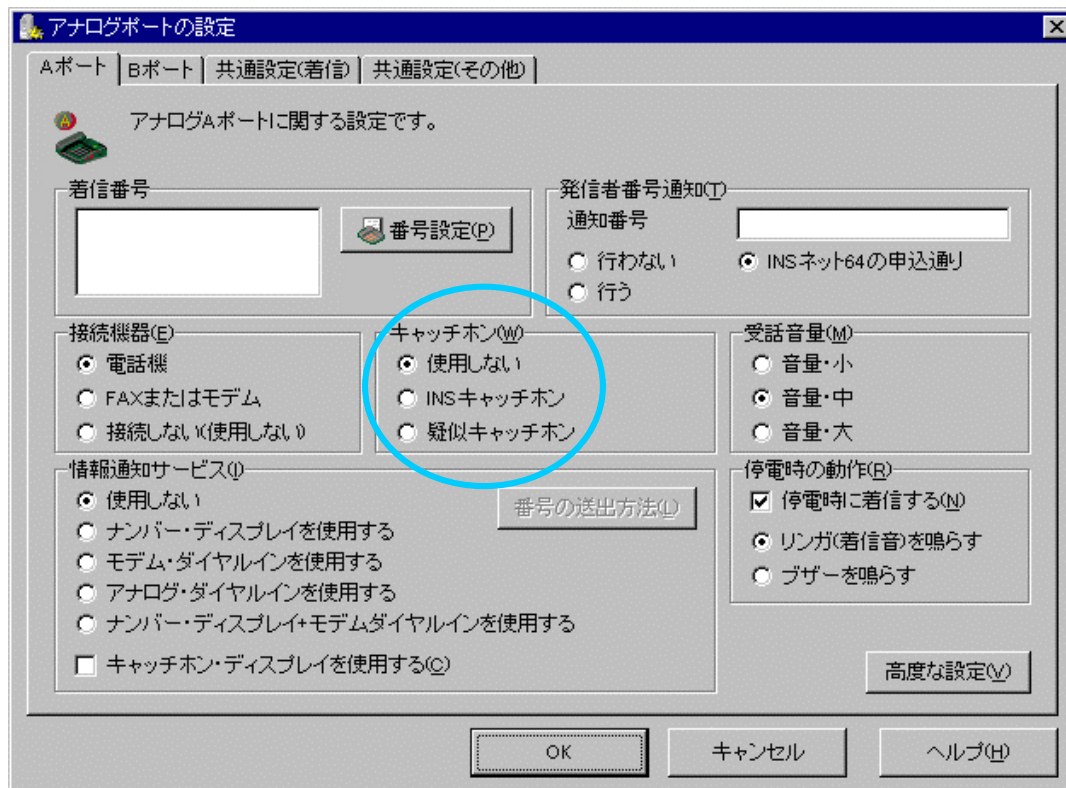 アナログポートの設定
Aポート Bポート 共通設定(着信) 共通設定(その他)
アナログAポートに関する設定です。
着信番号
番号設定(P)
発信者番号通知(T)
通知番号
行わない INSネット64の申込通り
行う
接続機器(E)
電話機
FAXまたはモデム
接続しない(使用しない)
キャッチホン(W)
使用しない
INSキャッチホン
疑似キャッチホン
受話音量(M)
音量・小
音量・中
音量・大
情報通知サービス(I)
使用しない
番号の送出方法(L)
ナンバー・ディスプレイを使用する
モデム・ダイヤルインを使用する
アナログ・ダイヤルインを使用する
ナンバー・ディスプレイ+モデムダイヤルインを使用する
キャッチホン・ディスプレイを使用する(C)
停電時の動作(R)
停電時に着信する(N)
リンガ(着信音)を鳴らす
ブザーを鳴らす
高度な設定(V)
OK キャンセル ヘルプ(H)